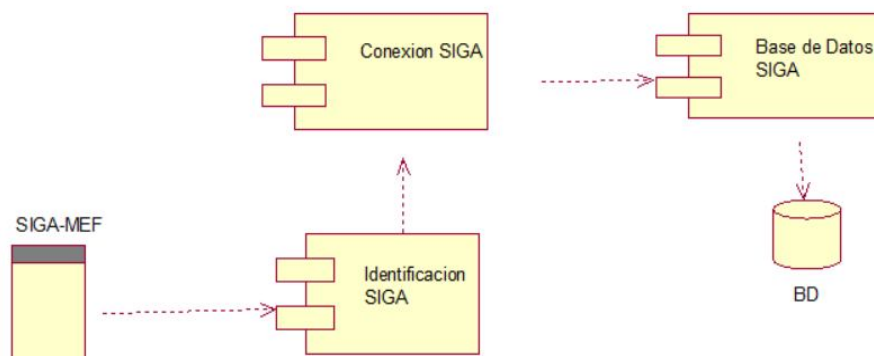 Conexion SIGA
Base de Datos
SIGA
SIGA-MEF
Identificacion
SIGA
BD